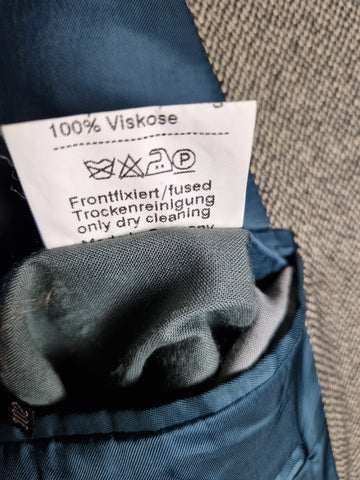 100% Viskose
P
Frontfixiert/fused
Trockenreinigung
only dry cleaning